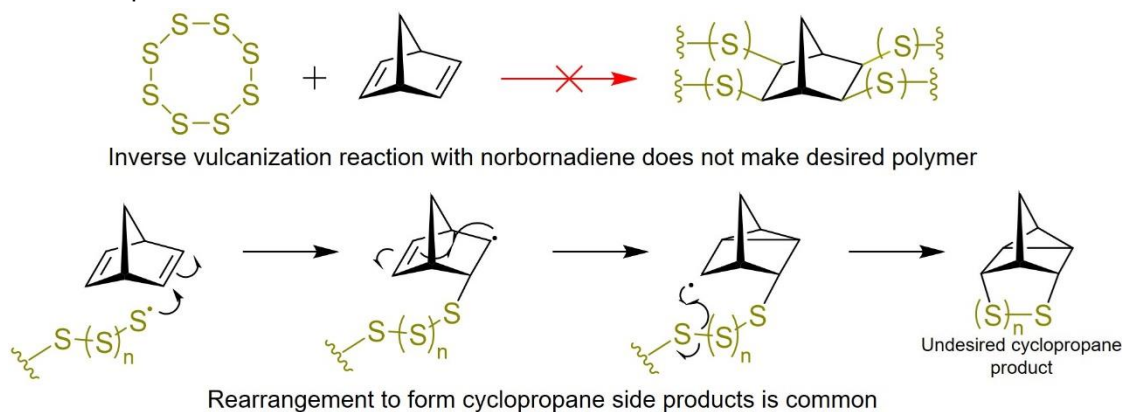 S S
S S
S S
S S
+
(S) (S)
(S) (S)
Inverse vulcanization reaction with norbornadiene does not make desired polymer
S·
S (S)n
S
S (S)n
S
S (S)n
(S)n S
Undesired cyclopropane
product
Rearrangement to form cyclopropane side products is common